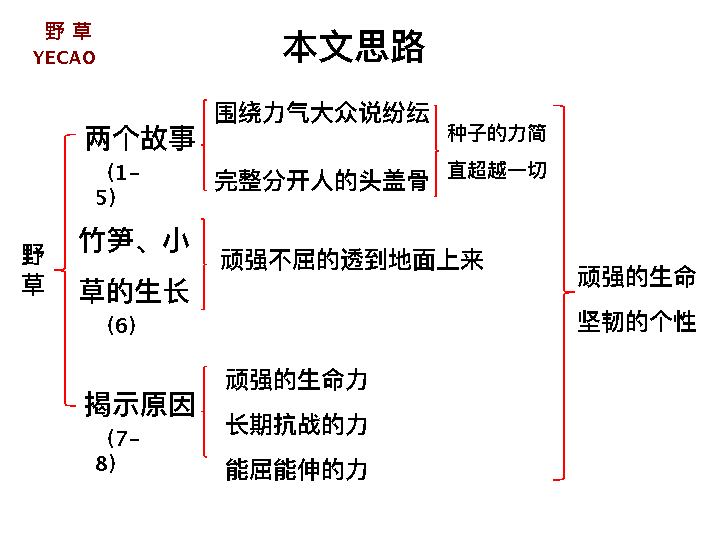 野 草
YECAO
本文思路
野
草
两个故事
(1–
5)
围绕力气大众说纷纭
完整分开人的头盖骨
种子的力简
直超越一切
竹笋、小
草的生长
(6)
顽强不屈的透到地面上来
揭示原因
(7–
8)
顽强的生命力
长期抗战的力
能屈能伸的力
顽强的生命
坚韧的个性